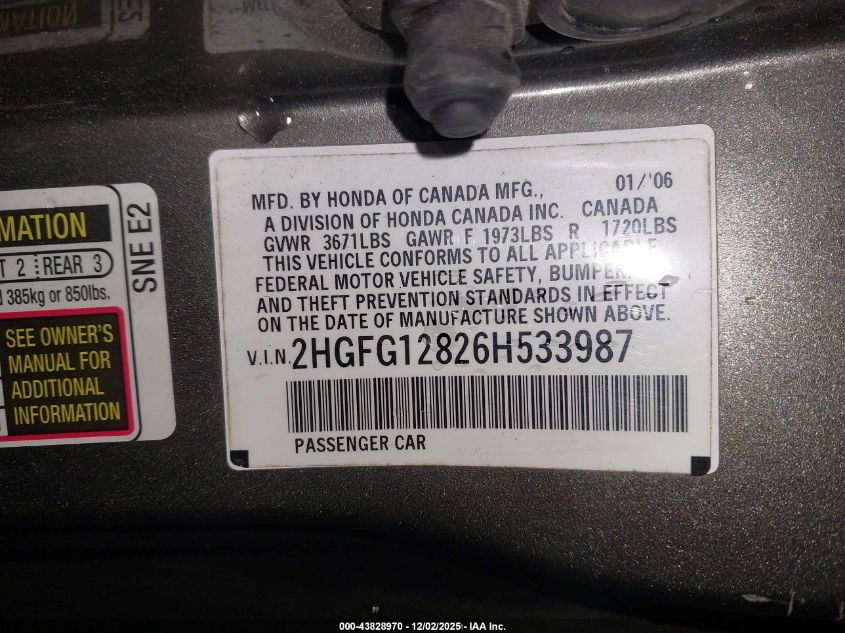 MATION
T 2 REAR 3
385kg or 850lbs.
SEE OWNER'S
MANUAL FOR
ADDITIONAL
INFORMATION
SNE E2
MFD. BY HONDA OF CANADA MFG., 01/'06
A DIVISION OF HONDA CANADA INC. CANADA
GVWR 3671LBS GAWR F 1973LBS R 1720LBS
THIS VEHICLE CONFORMS TO ALL APPLICABLE
FEDERAL MOTOR VEHICLE SAFETY, BUMPER,
AND THEFT PREVENTION STANDARDS IN EFFECT
ON THE DATE OF MANUFACTURE SHOWN ABOVE.
V.I.N. 2HGFG12826H533987
PASSENGER CAR
000-43828970 - 12/02/2025 - IAA Inc.